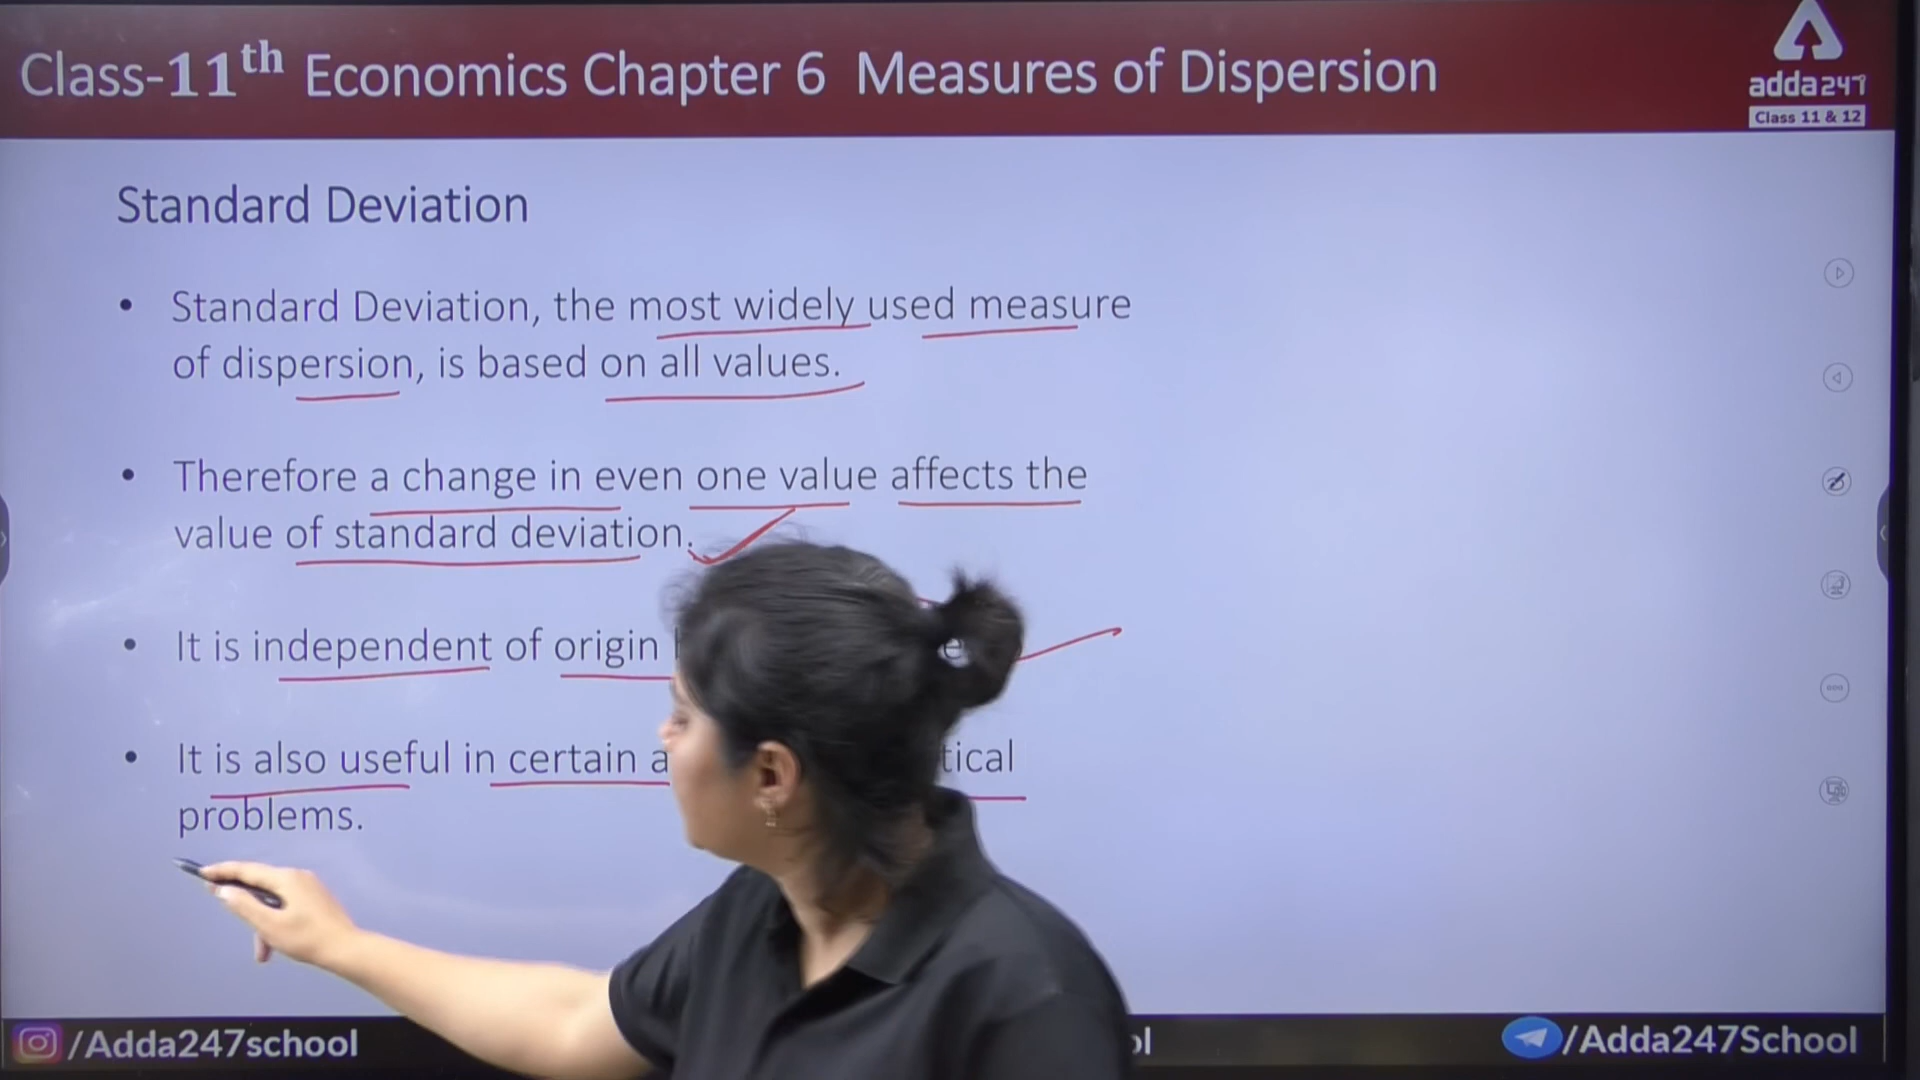 Class-11th Economics Chapter 6 Measures of Dispersion
adda247
Class 11 & 12
Standard Deviation
• Standard Deviation, the most widely used measure
of dispersion, is based on all values.
• Therefore a change in even one value affects the
value of standard deviation.
• It is independent of origin
• It is also useful in certain
problems.
/Adda247school
/Adda247School